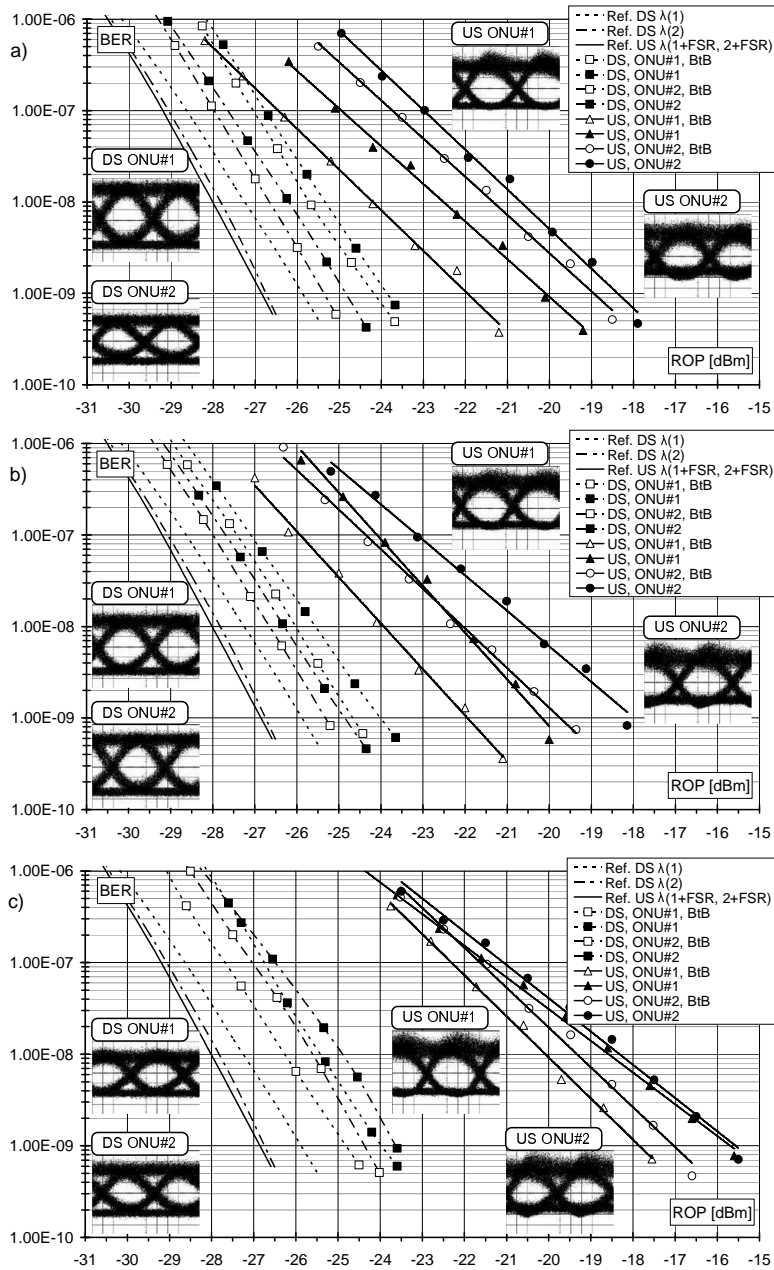 a)
1.00E-06
1.00E-07
1.00E-08
1.00E-09
1.00E-10
BER
US ONU#1
DS ONU#1
DS ONU#2
US ONU#2
Ref. DS λ(1)
Ref. DS λ(2)
Ref. US λ(1+FSR, 2+FSR)
DS, ONU#1, BtB
DS, ONU#1
DS, ONU#2, BtB
DS, ONU#2
US, ONU#1, BtB
US, ONU#1
US, ONU#2, BtB
US, ONU#2
ROP [dBm]
-31 -30 -29 -28 -27 -26 -25 -24 -23 -22 -21 -20 -19 -18 -17 -16 -15
b)
1.00E-06
1.00E-07
1.00E-08
1.00E-09
1.00E-10
BER
US ONU#1
DS ONU#1
DS ONU#2
US ONU#2
Ref. DS λ(1)
Ref. DS λ(2)
Ref. US λ(1+FSR, 2+FSR)
DS, ONU#1, BtB
DS, ONU#1
DS, ONU#2, BtB
DS, ONU#2
US, ONU#1, BtB
US, ONU#1
US, ONU#2, BtB
US, ONU#2
ROP [dBm]
-31 -30 -29 -28 -27 -26 -25 -24 -23 -22 -21 -20 -19 -18 -17 -16 -15
c)
1.00E-06
1.00E-07
1.00E-08
1.00E-09
1.00E-10
BER
US ONU#1
DS ONU#1
DS ONU#2
US ONU#2
Ref. DS λ(1)
Ref. DS λ(2)
Ref. US λ(1+FSR, 2+FSR)
DS, ONU#1, BtB
DS, ONU#1
DS, ONU#2, BtB
DS, ONU#2
US, ONU#1, BtB
US, ONU#1
US, ONU#2, BtB
US, ONU#2
ROP [dBm]
-31 -30 -29 -28 -27 -26 -25 -24 -23 -22 -21 -20 -19 -18 -17 -16 -15